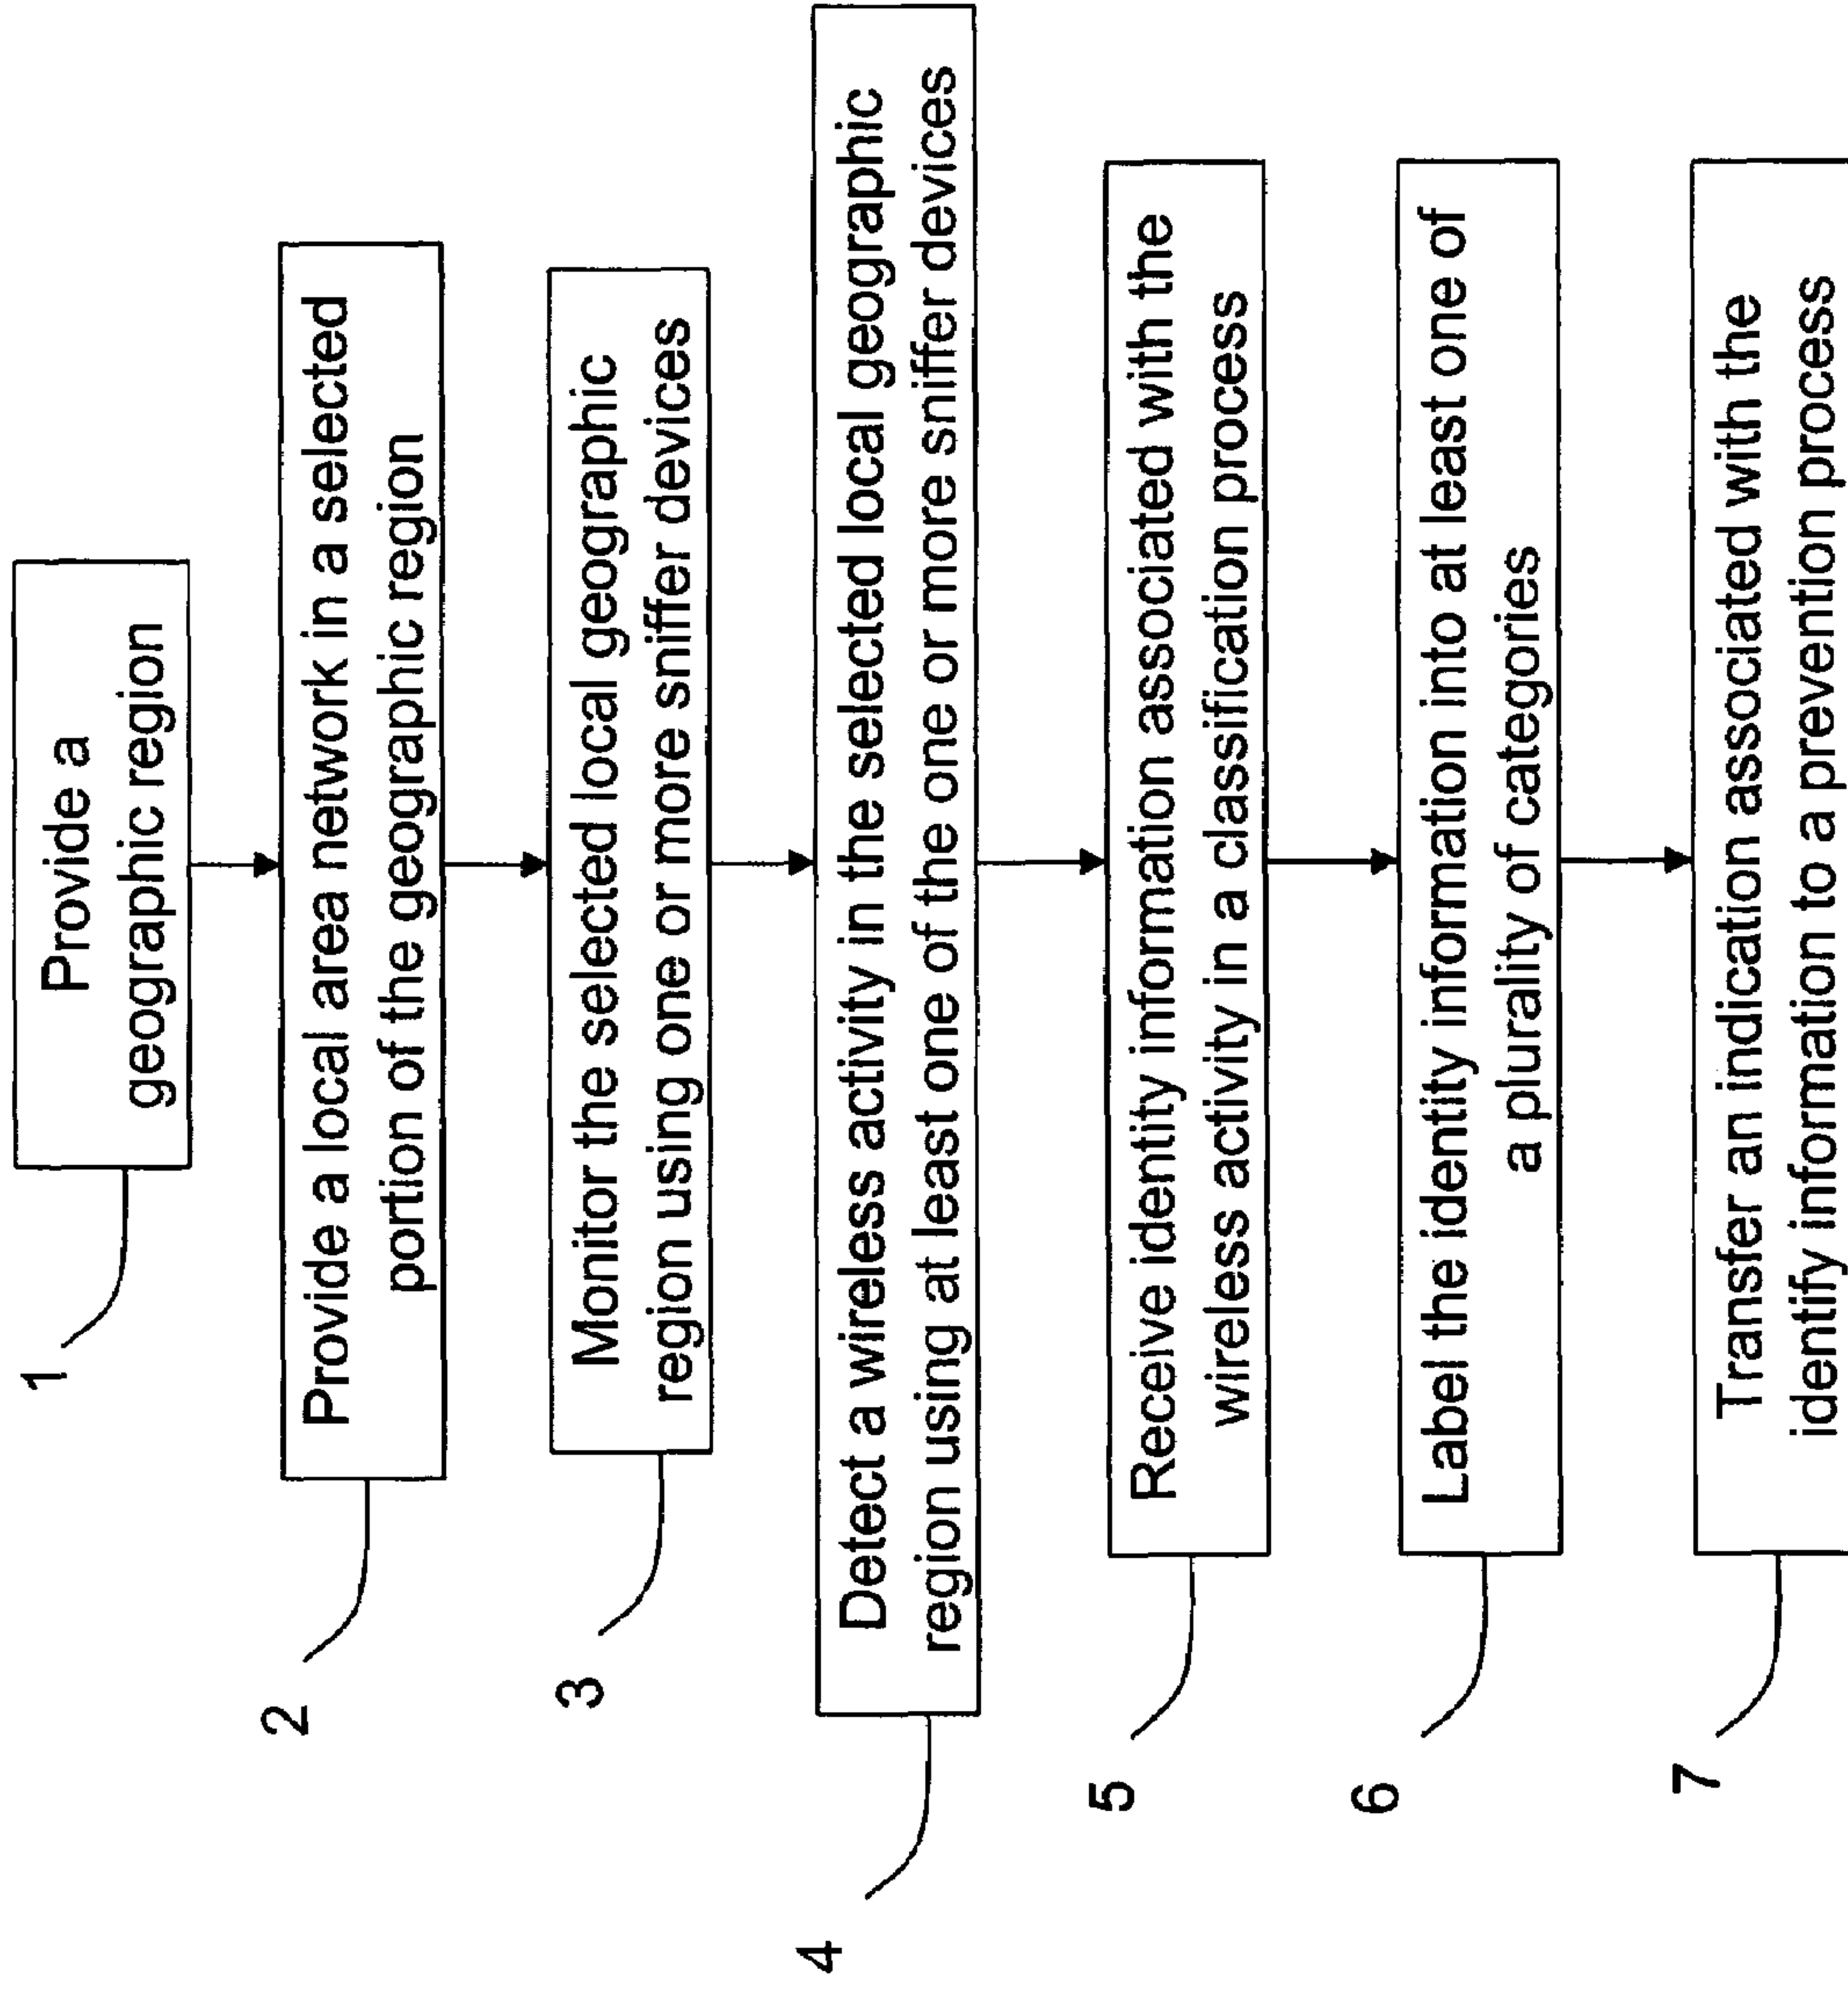 1
Provide a
geographic region
2
Provide a local area network in a selected
portion of the geographic region
3
Monitor the selected local geographic
region using one or more sniffer devices
4
Detect a wireless activity in the selected local geographic
region using at least one of the one or more sniffer devices
5
Receive identity information associated with the
wireless activity in a classification process
6
Label the identity information into at least one of
a plurality of categories
7
Transfer an indication associated with the
identify information to a prevention process